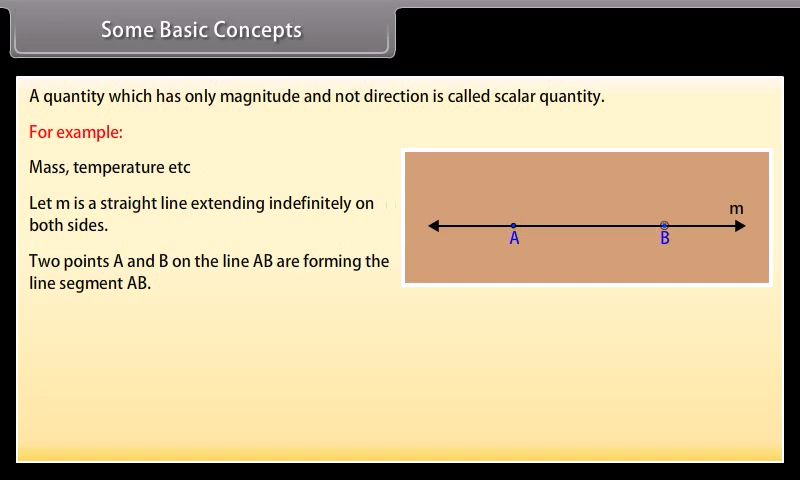 Some Basic Concepts
A quantity which has only magnitude and not direction is called scalar quantity.
For example:
Mass, temperature etc
Let m is a straight line extending indefinitely on
both sides.
Two points A and B on the line AB are forming the
line segment AB.
m
A B